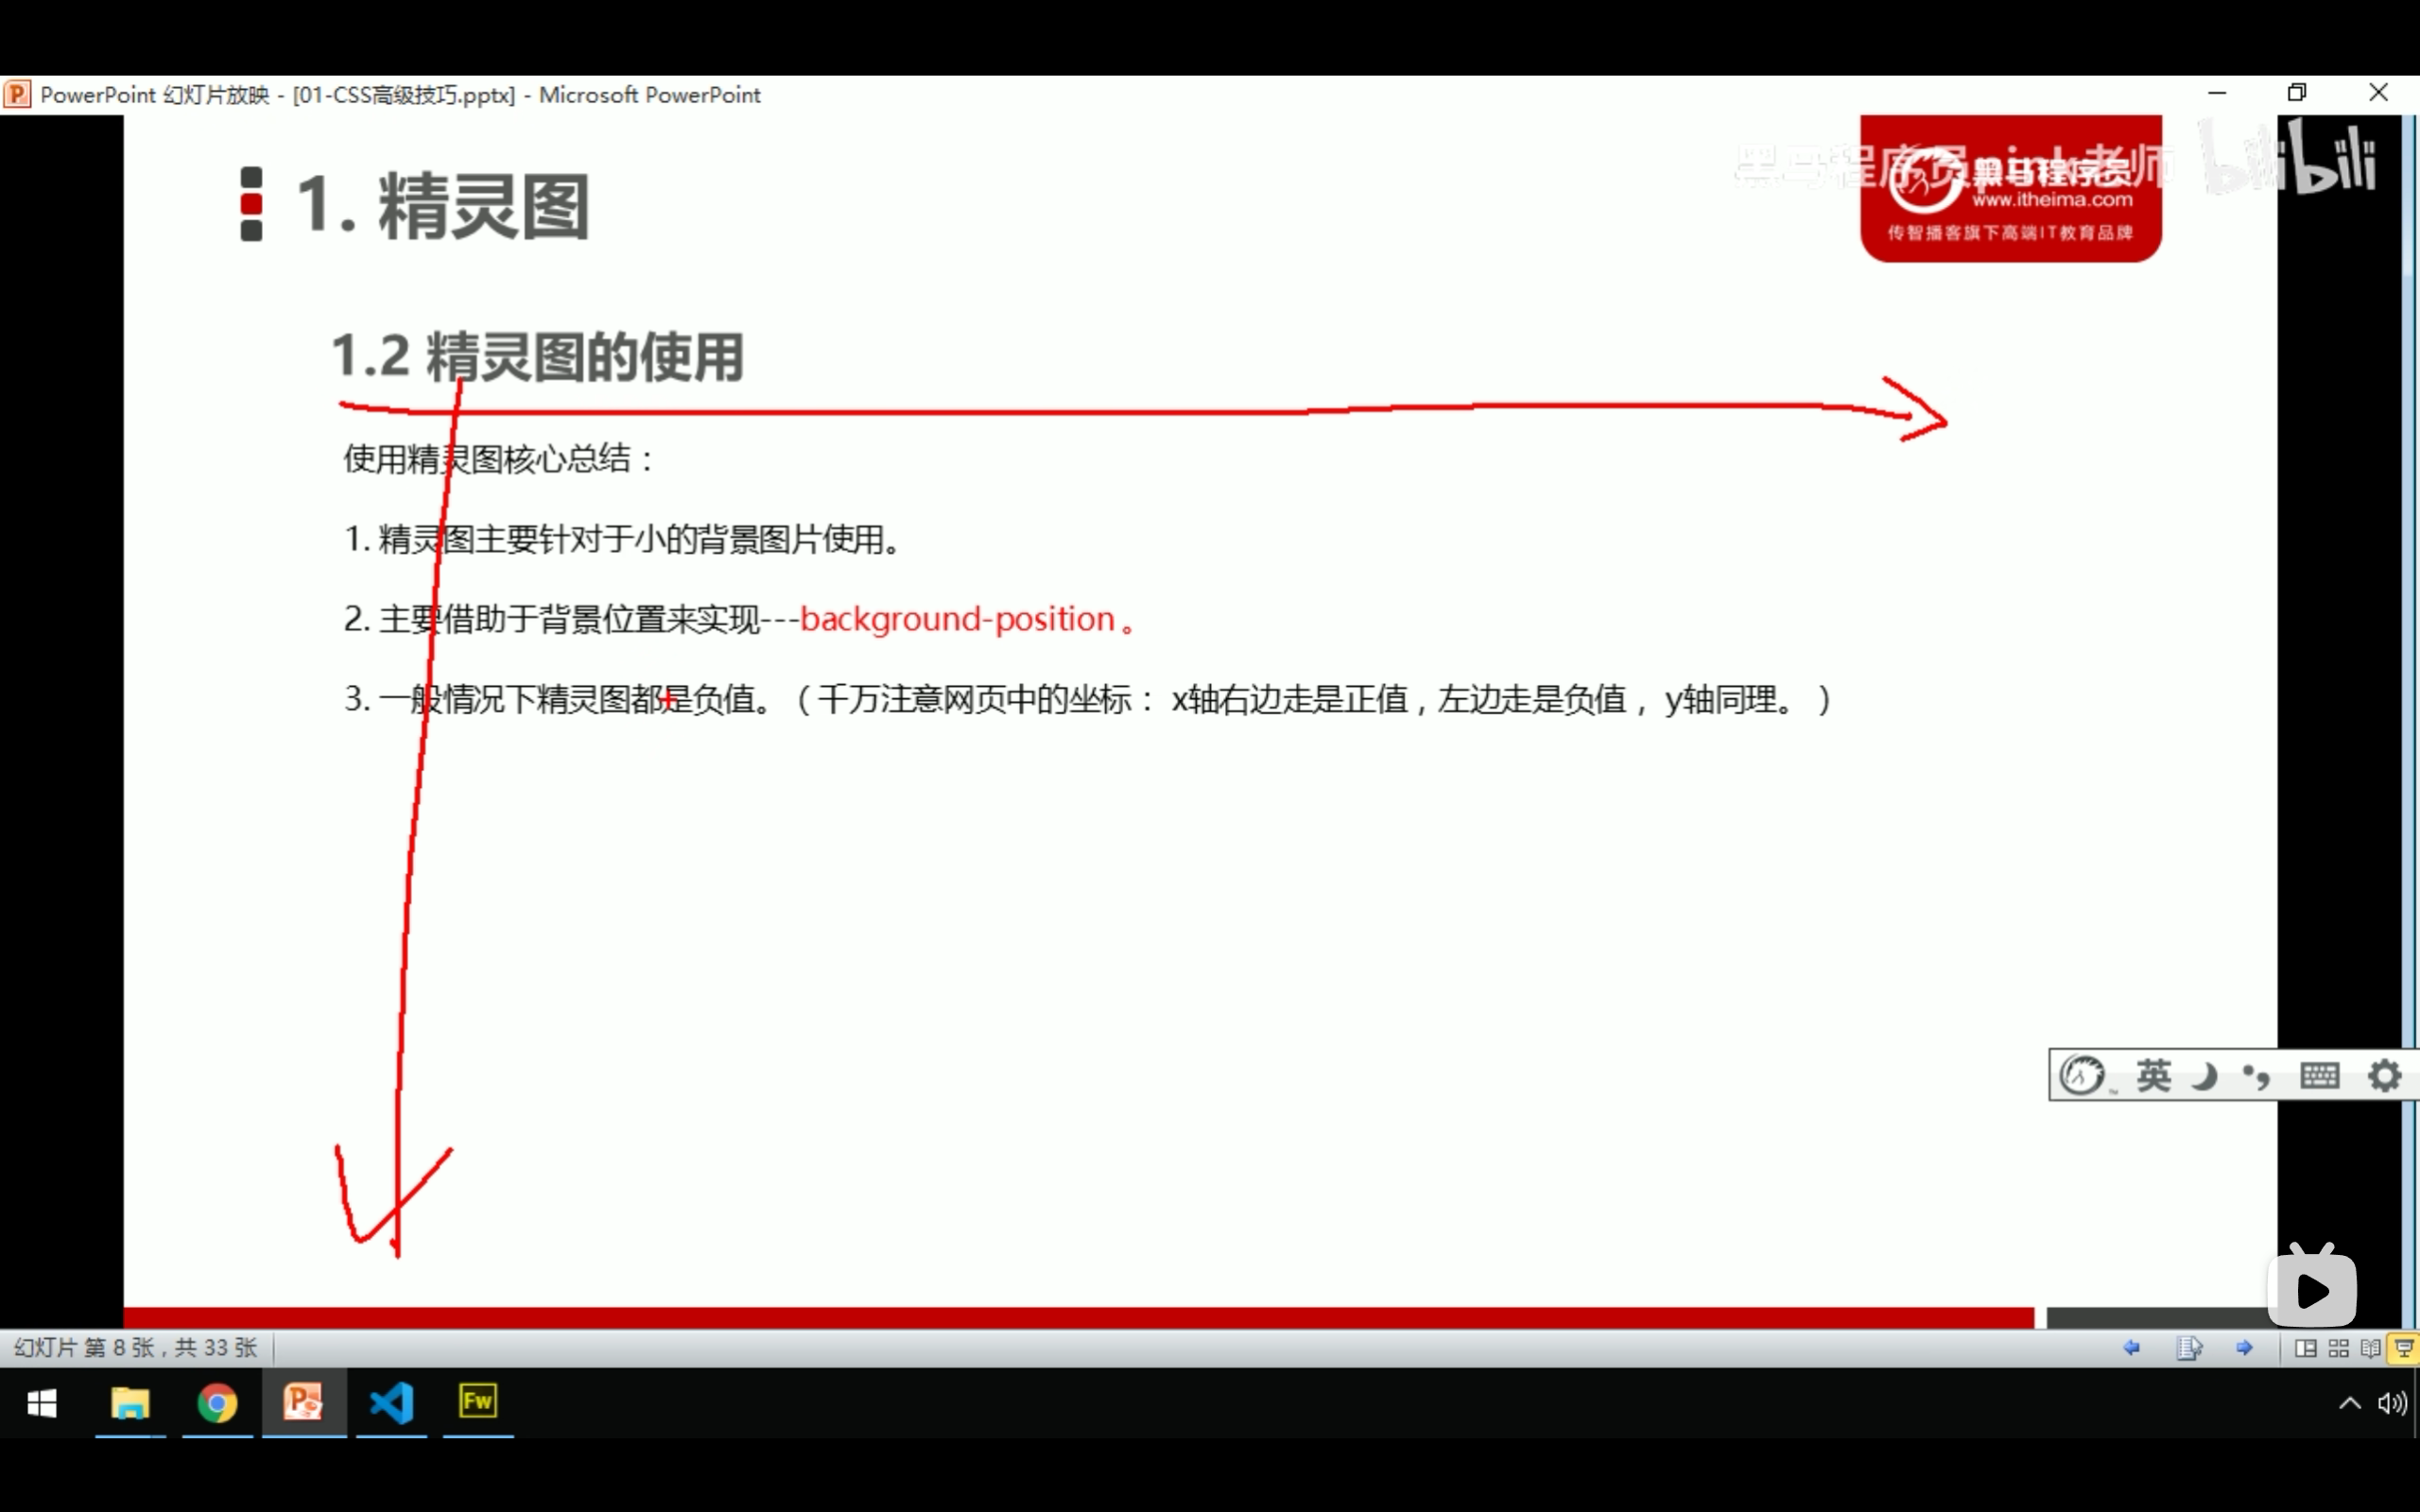 PowerPoint 幻灯片放映 - [01-CSS高级技巧.pptx] - Microsoft PowerPoint
黑马程序员pink老师
bilibili
黑马程序员
www.itheima.com
传智播客旗下高端IT教育品牌
1. 精灵图
1.2 精灵图的使用
使用精灵图核心总结：
1. 精灵图主要针对于小的背景图片使用。
2. 主要借助于背景位置来实现---background-position。
3. 一般情况下精灵图都是负值。（千万注意网页中的坐标： x轴右边走是正值，左边走是负值， y轴同理。）
英
幻灯片 第 8 张，共 33 张
Fw